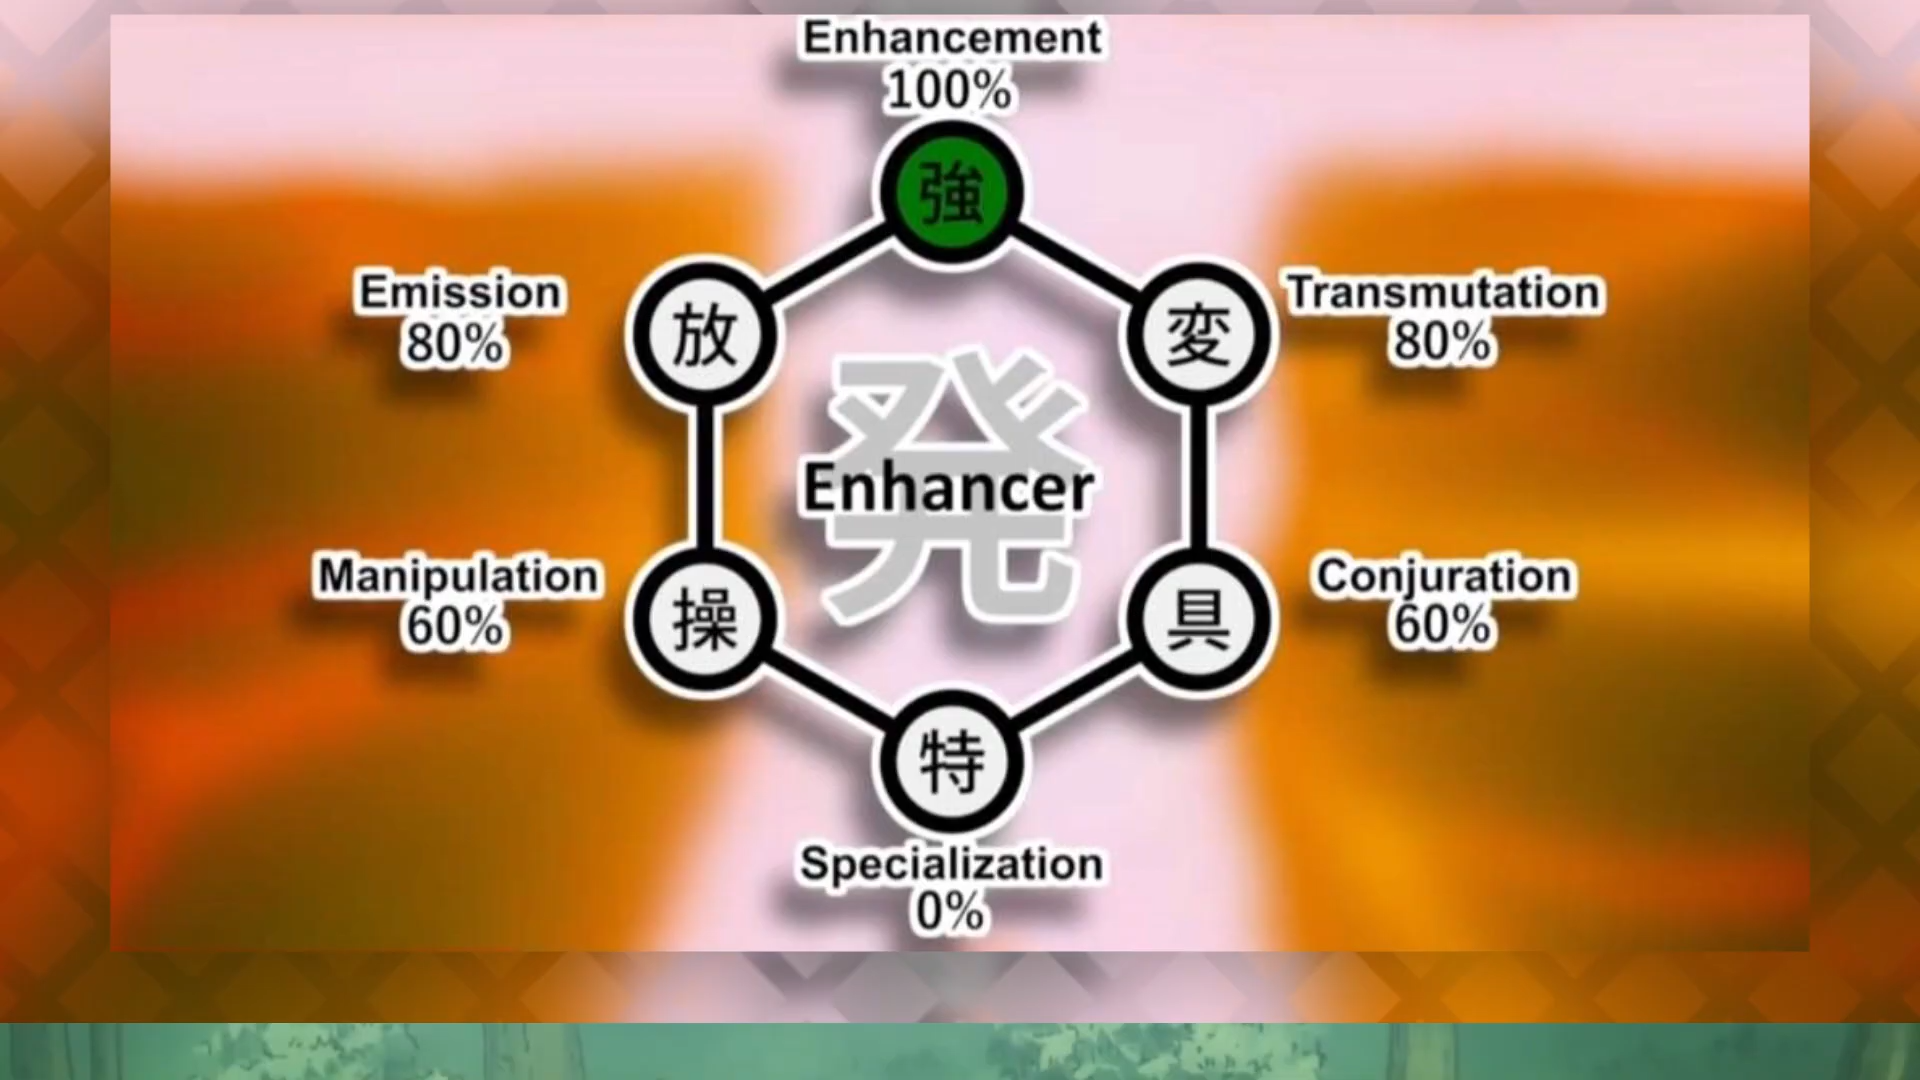 Enhancement
100%
強
Emission
80%
放
変
Transmutation
80%
発
Enhancer
Manipulation
60%
操
具
Conjuration
60%
特
Specialization
0%